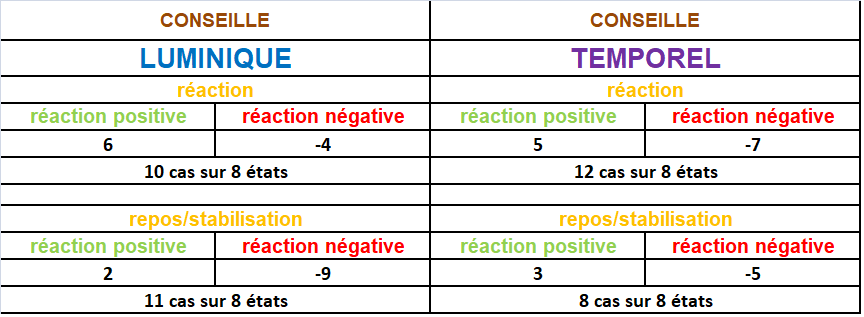 CONSEILLE CONSEILLE
LUMINIQUE TEMPOREL
réaction réaction
réaction positive réaction négative réaction positive réaction négative
6 -4 5 -7
10 cas sur 8 états 12 cas sur 8 états
repos/stabilisation repos/stabilisation
réaction positive réaction négative réaction positive réaction négative
2 -9 3 -5
11 cas sur 8 états 8 cas sur 8 états